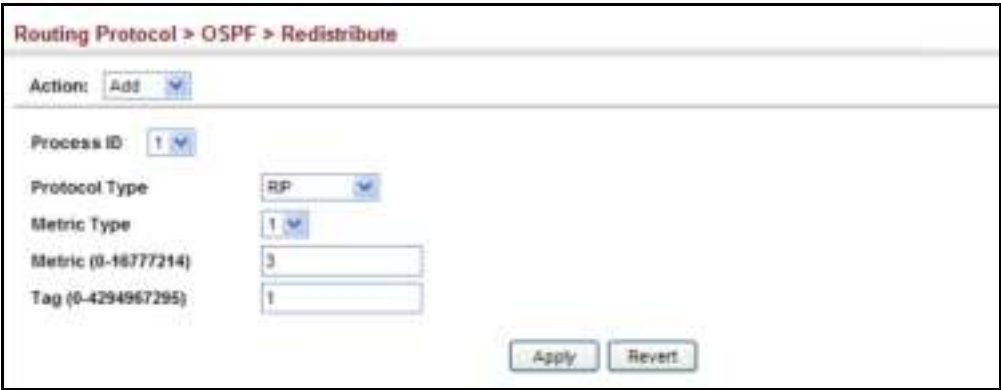 Routing Protocol > OSPF > Redistribute
Action: Add
Process ID 1
Protocol Type RIP
Metric Type 1
Metric (0-16777214) 3
Tag (0-4294967295) 1
Apply Revert